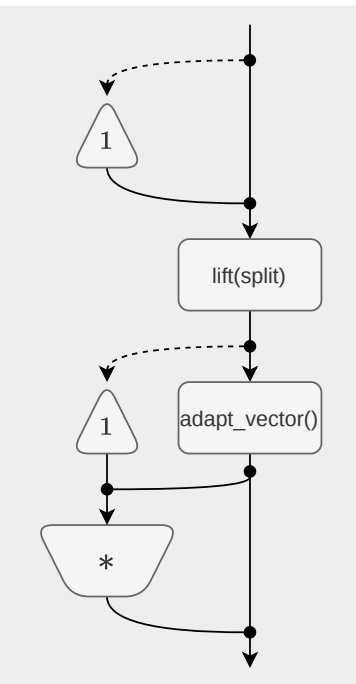 1
lift(split)
1
adapt_vector()
*